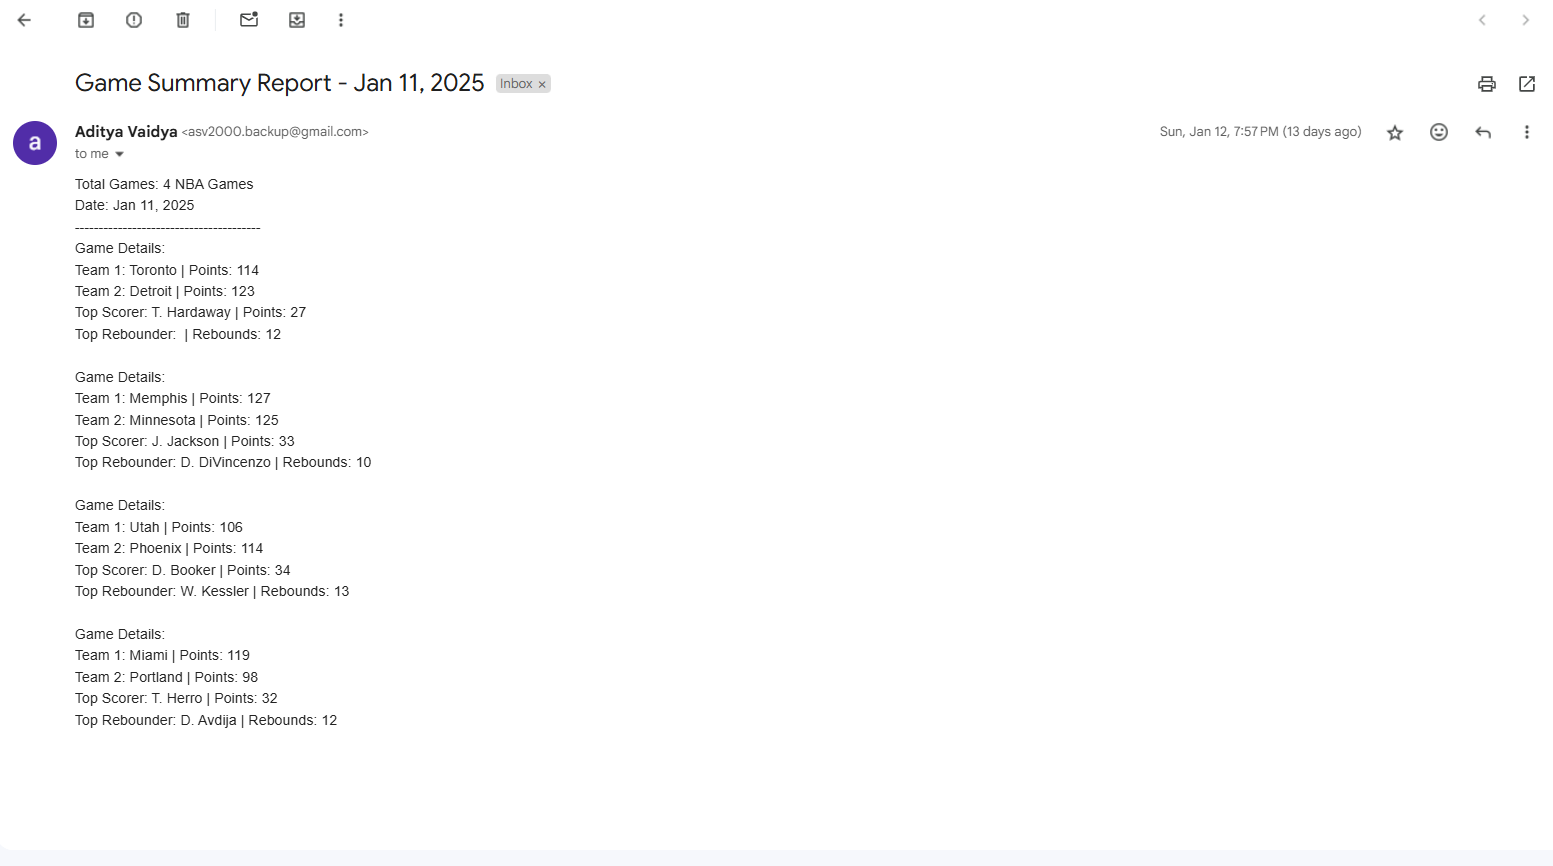 Game Summary Report - Jan 11, 2025 Inbox ×
a
Aditya Vaidya <asv2000.backup@gmail.com> Sun, Jan 12, 7:57 PM (13 days ago)
to me
Total Games: 4 NBA Games
Date: Jan 11, 2025
---------------------------------------
Game Details:
Team 1: Toronto | Points: 114
Team 2: Detroit | Points: 123
Top Scorer: T. Hardaway | Points: 27
Top Rebounder:  | Rebounds: 12
Game Details:
Team 1: Memphis | Points: 127
Team 2: Minnesota | Points: 125
Top Scorer: J. Jackson | Points: 33
Top Rebounder: D. DiVincenzo | Rebounds: 10
Game Details:
Team 1: Utah | Points: 106
Team 2: Phoenix | Points: 114
Top Scorer: D. Booker | Points: 34
Top Rebounder: W. Kessler | Rebounds: 13
Game Details:
Team 1: Miami | Points: 119
Team 2: Portland | Points: 98
Top Scorer: T. Herro | Points: 32
Top Rebounder: D. Avdija | Rebounds: 12